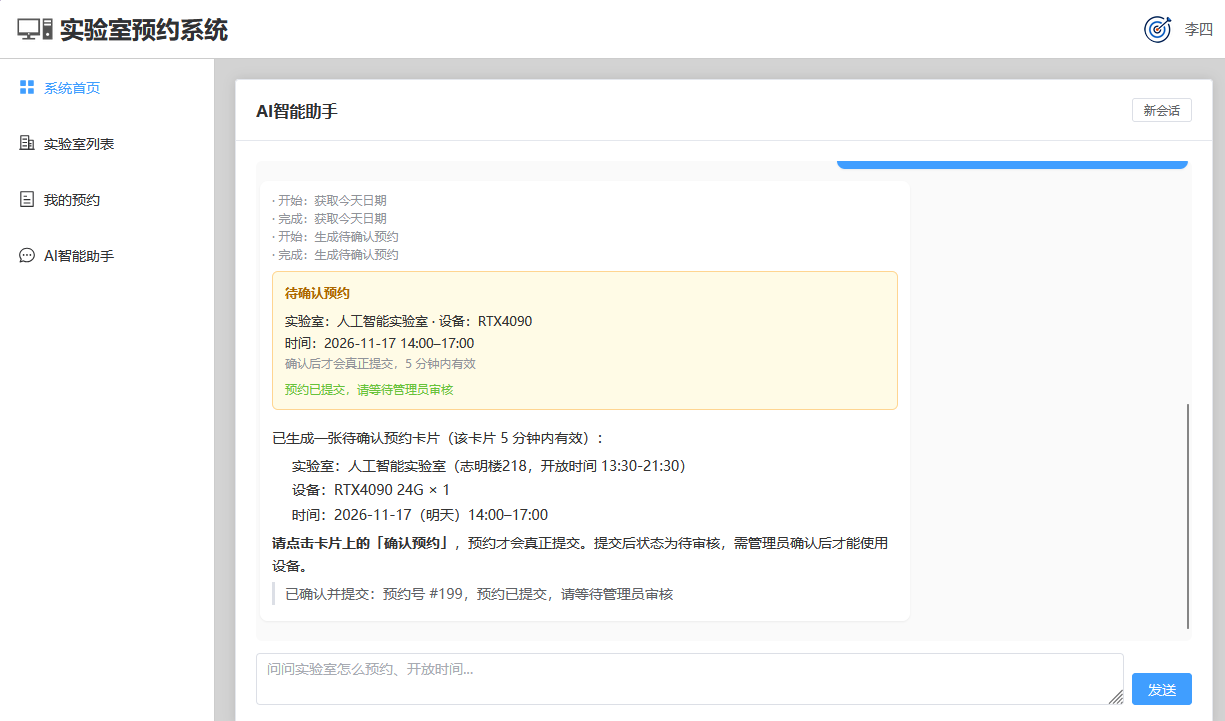 实验室预约系统
李四
系统首页
实验室列表
我的预约
AI智能助手
AI智能助手
新会话
· 开始：获取今天日期
· 完成：获取今天日期
· 开始：生成待确认预约
· 完成：生成待确认预约
待确认预约
实验室：人工智能实验室 · 设备：RTX4090
时间：2026-11-17 14:00–17:00
确认后才会真正提交，5 分钟内有效
预约已提交，请等待管理员审核
已生成一张待确认预约卡片（该卡片 5 分钟内有效）：
实验室：人工智能实验室（志明楼218，开放时间 13:30-21:30）
设备：RTX4090 24G × 1
时间：2026-11-17（明天）14:00–17:00
请点击卡片上的「确认预约」，预约才会真正提交。提交后状态为待审核，需管理员确认后才能使用
设备。
已确认并提交：预约号 #199，预约已提交，请等待管理员审核
问问实验室怎么预约、开放时间...
发送